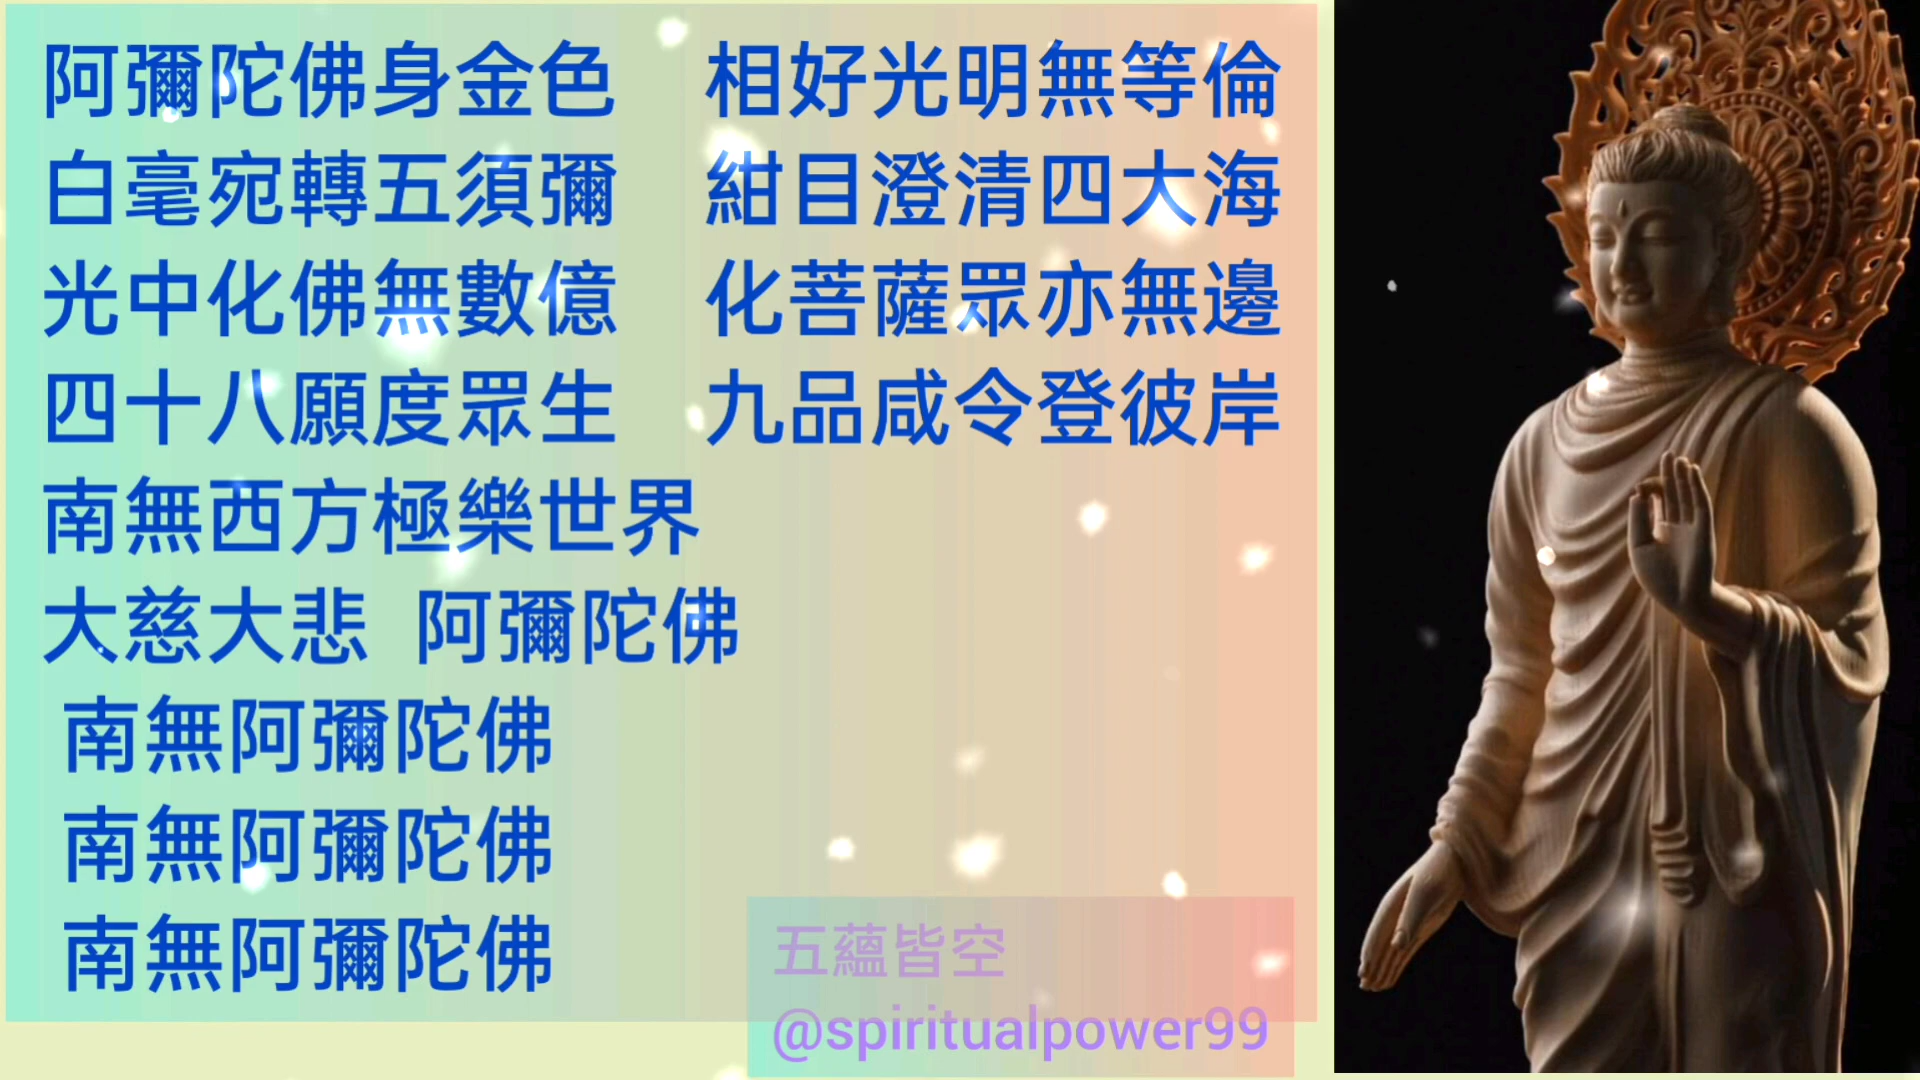 阿彌陀佛身金色 相好光明無等倫
白毫宛轉五須彌 紺目澄清四大海
光中化佛無數億 化菩薩眾亦無邊
四十八願度眾生 九品咸令登彼岸
南無西方極樂世界
大慈大悲 阿彌陀佛
南無阿彌陀佛
南無阿彌陀佛
南無阿彌陀佛
五蘊皆空
@spiritualpower99